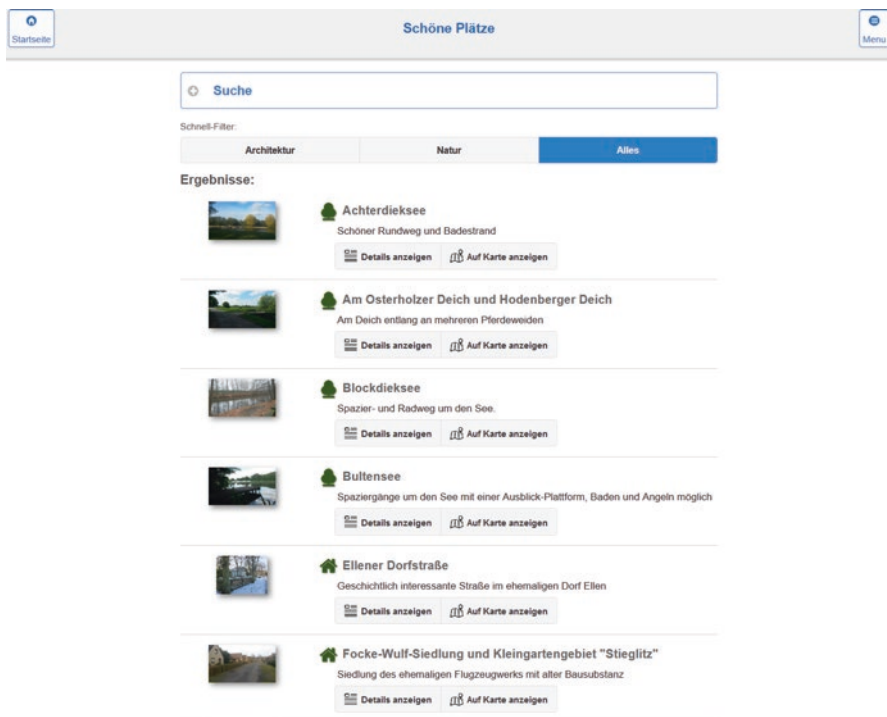 Startseite
Schöne Plätze
Menu
Suche
Schnell-Filter:
Architektur Natur Alles
Ergebnisse:
Achterdieksee
Schöner Rundweg und Badestrand
Details anzeigen Auf Karte anzeigen
Am Osterholzer Deich und Hodenberger Deich
Am Deich entlang an mehreren Pferdeweiden
Details anzeigen Auf Karte anzeigen
Blockdieksee
Spazier- und Radweg um den See.
Details anzeigen Auf Karte anzeigen
Bultensee
Spaziergänge um den See mit einer Ausblick-Plattform, Baden und Angeln möglich
Details anzeigen Auf Karte anzeigen
Ellener Dorfstraße
Geschichtlich interessante Straße im ehemaligen Dorf Ellen
Details anzeigen Auf Karte anzeigen
Focke-Wulf-Siedlung und Kleingartengebiet "Stieglitz"
Siedlung des ehemaligen Flugzeugwerks mit alter Bausubstanz
Details anzeigen Auf Karte anzeigen